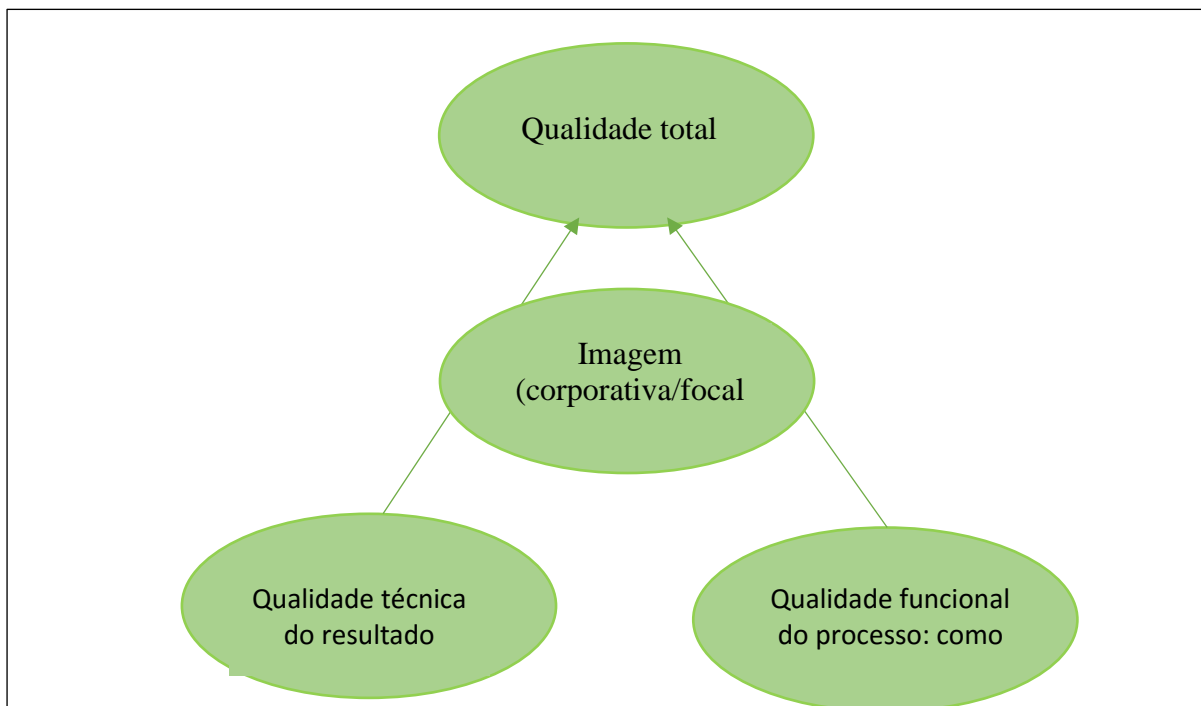 Qualidade total
Imagem
(corporativa/focal
Qualidade técnica
do resultado
Qualidade funcional
do processo: como